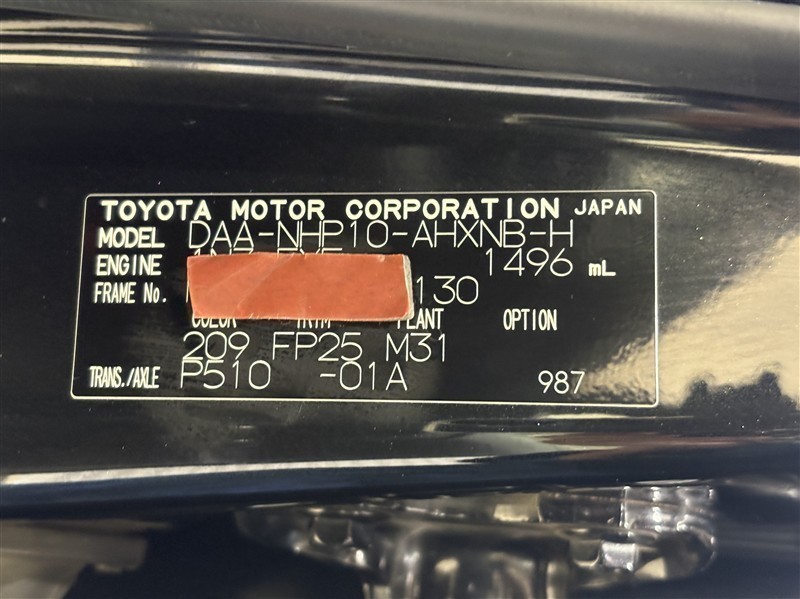 TOYOTA MOTOR CORPORATION JAPAN
MODEL DAA-NHP10-AHXNB-H
ENGINE 1496 mL
FRAME No. 130
COLOR TRIM PLANT OPTION
209 FP25 M31
TRANS./AXLE P510 -01A 987